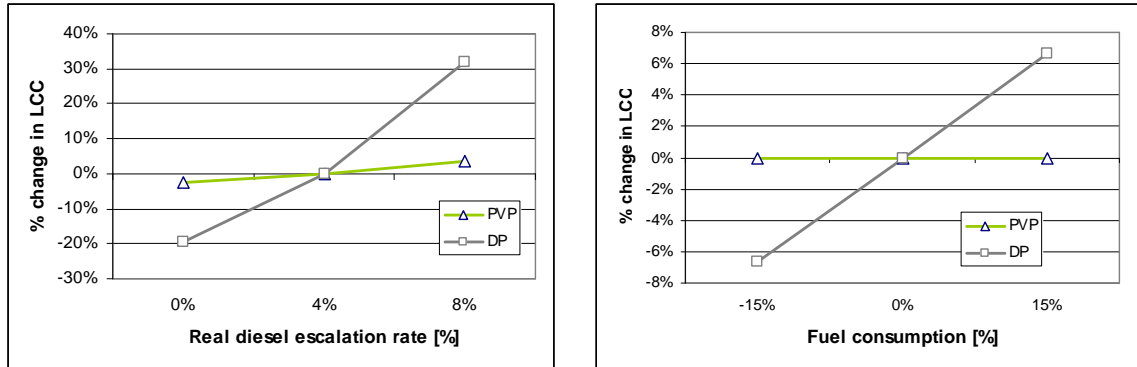 40%
30%
20%
10%
0%
-10%
-20%
-30%
% change in LCC
PVP
DP
0% 4% 8%
Real diesel escalation rate [%]
8%
6%
4%
2%
0%
-2%
-4%
-6%
-8%
% change in LCC
PVP
DP
-15% 0% 15%
Fuel consumption [%]